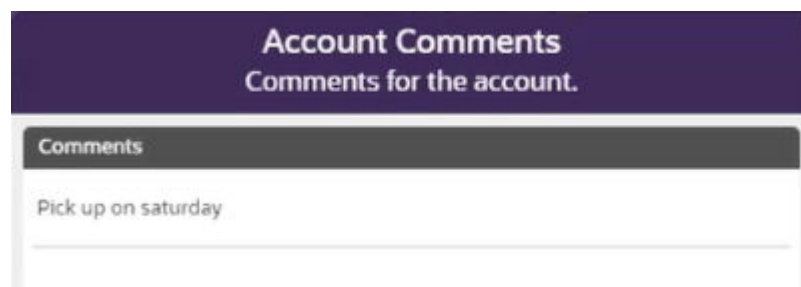 Account Comments
Comments for the account.
Comments
Pick up on saturday